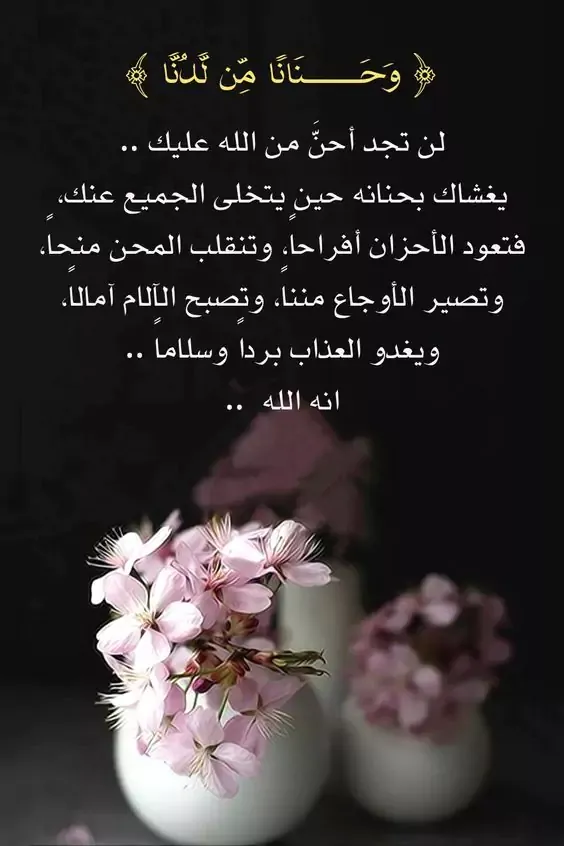 ﴿ وَحَـــــنَانًا مِّن لَّدُنَّا ﴾
لن تجد أحنَّ من الله عليك ..
يغشاك بحنانه حين يتخلى الجميع عنك،
فتعود الأحزان أفراحاً، وتنقلب المحن منحاً،
وتصير الأوجاع مننا، وتصبح الآلام آمالا،
ويغدو العذاب برداً وسلاماً ..
انه الله ..